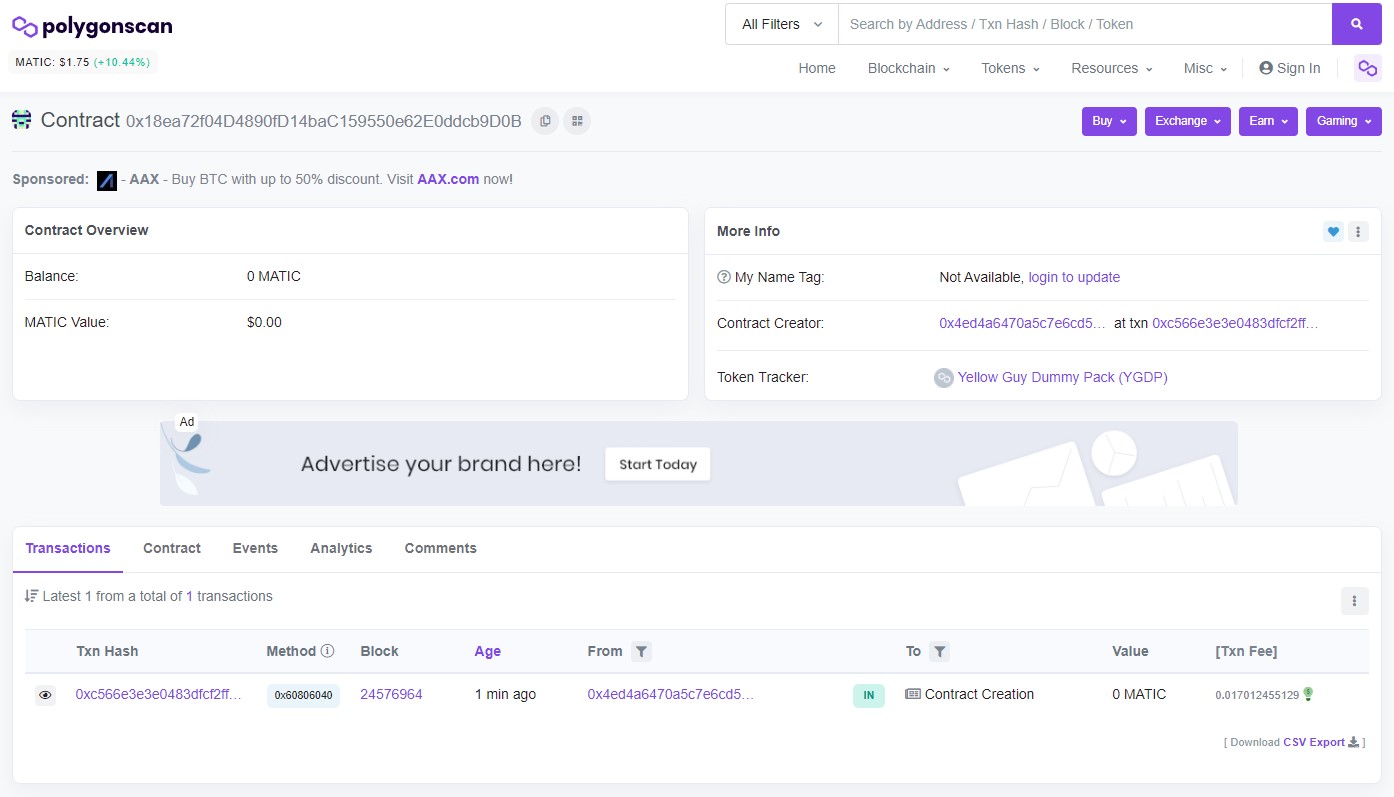 polygonscan
All Filters
Search by Address / Txn Hash / Block / Token
MATIC: $1.75 (+10.44%)
Home Blockchain Tokens Resources Misc Sign In
Contract 0x18ea72f04D4890fD14baC159550e62E0ddcb9D0B
Buy Exchange Earn Gaming
Sponsored: - AAX - Buy BTC with up to 50% discount. Visit AAX.com now!
Contract Overview
Balance: 0 MATIC
MATIC Value: $0.00
More Info
My Name Tag: Not Available, login to update
Contract Creator: 0x4ed4a6470a5c7e6cd5... at txn 0xc566e3e3e0483dfcf2ff...
Token Tracker: Yellow Guy Dummy Pack (YGDP)
Ad
Advertise your brand here! Start Today
Transactions Contract Events Analytics Comments
Latest 1 from a total of 1 transactions
Txn Hash Method Block Age From To Value [Txn Fee]
0xc566e3e3e0483dfcf2ff... 0x60806040 24576964 1 min ago 0x4ed4a6470a5c7e6cd5... IN Contract Creation 0 MATIC 0.017012455129
[ Download CSV Export ]